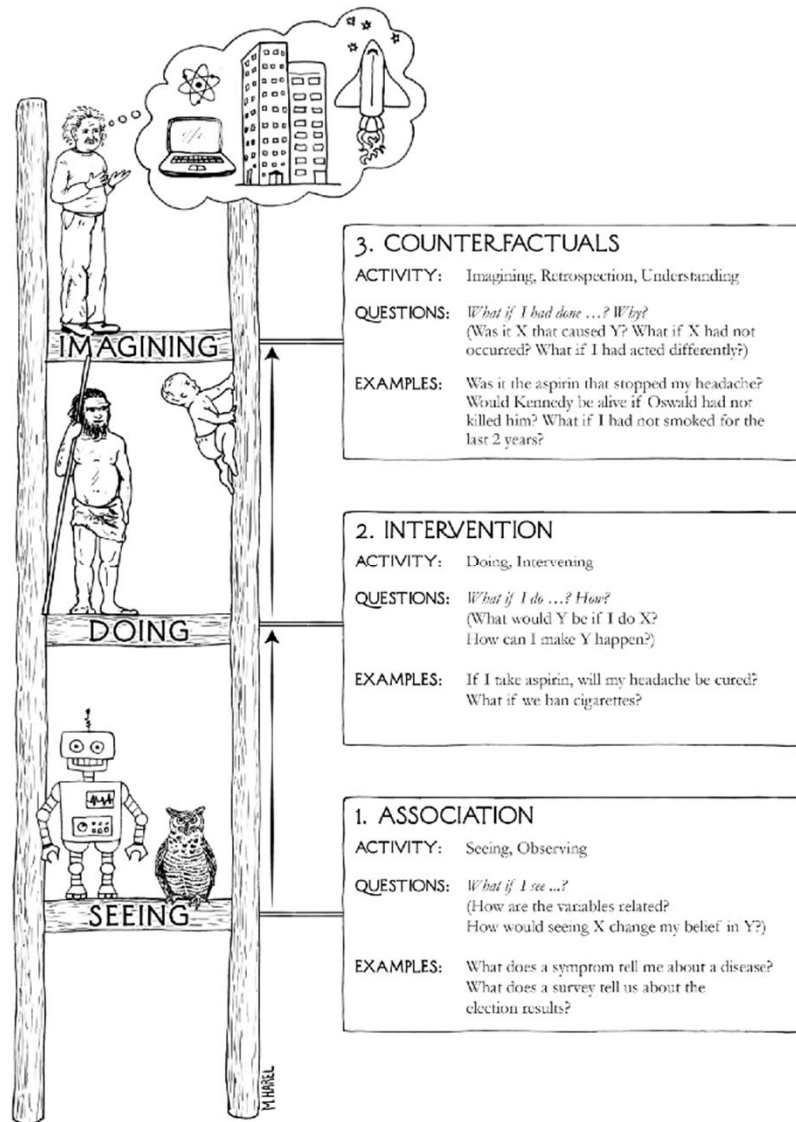 3. COUNTERFACTUALS
ACTIVITY: Imagining, Retrospection, Understanding
QUESTIONS: What if I had done ...? Why?
(Was it X that caused Y? What if X had not
occurred? What if I had acted differently?)
EXAMPLES: Was it the aspirin that stopped my headache?
Would Kennedy be alive if Oswald had not
killed him? What if I had not smoked for the
last 2 years?
IMAGINING
2. INTERVENTION
ACTIVITY: Doing, Intervening
QUESTIONS: What if I do ...? How?
(What would Y be if I do X?
How can I make Y happen?)
EXAMPLES: If I take aspirin, will my headache be cured?
What if we ban cigarettes?
DOING
1. ASSOCIATION
ACTIVITY: Seeing, Observing
QUESTIONS: What if I see ...?
(How are the variables related?
How would seeing X change my belief in Y?)
EXAMPLES: What does a symptom tell me about a disease?
What does a survey tell us about the
election results?
SEEING
M. HAREL